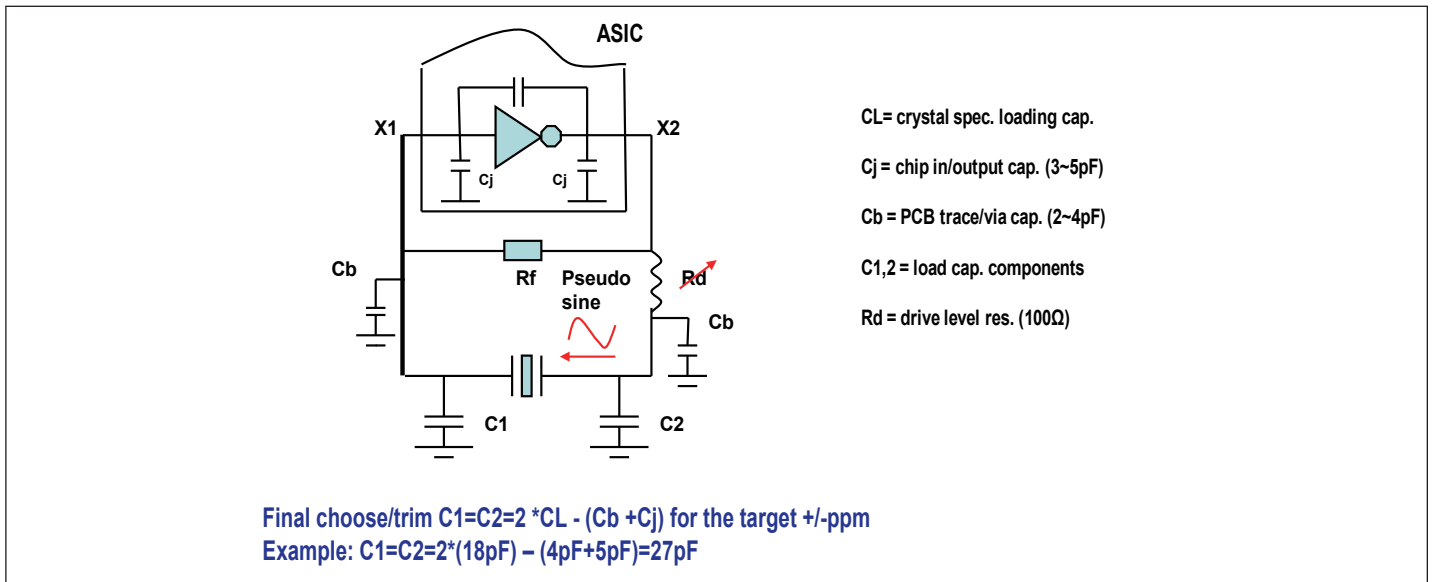 ASIC
X1
X2
Cj
Cj
Cb
Rf
Pseudo
sine
Rd
Cb
C1
C2
CL= crystal spec. loading cap.
Cj = chip in/output cap. (3~5pF)
Cb = PCB trace/via cap. (2~4pF)
C1,2 = load cap. components
Rd = drive level res. (100Ω)
Final choose/trim C1=C2=2 *CL - (Cb +Cj) for the target +/-ppm
Example: C1=C2=2*(18pF) – (4pF+5pF)=27pF